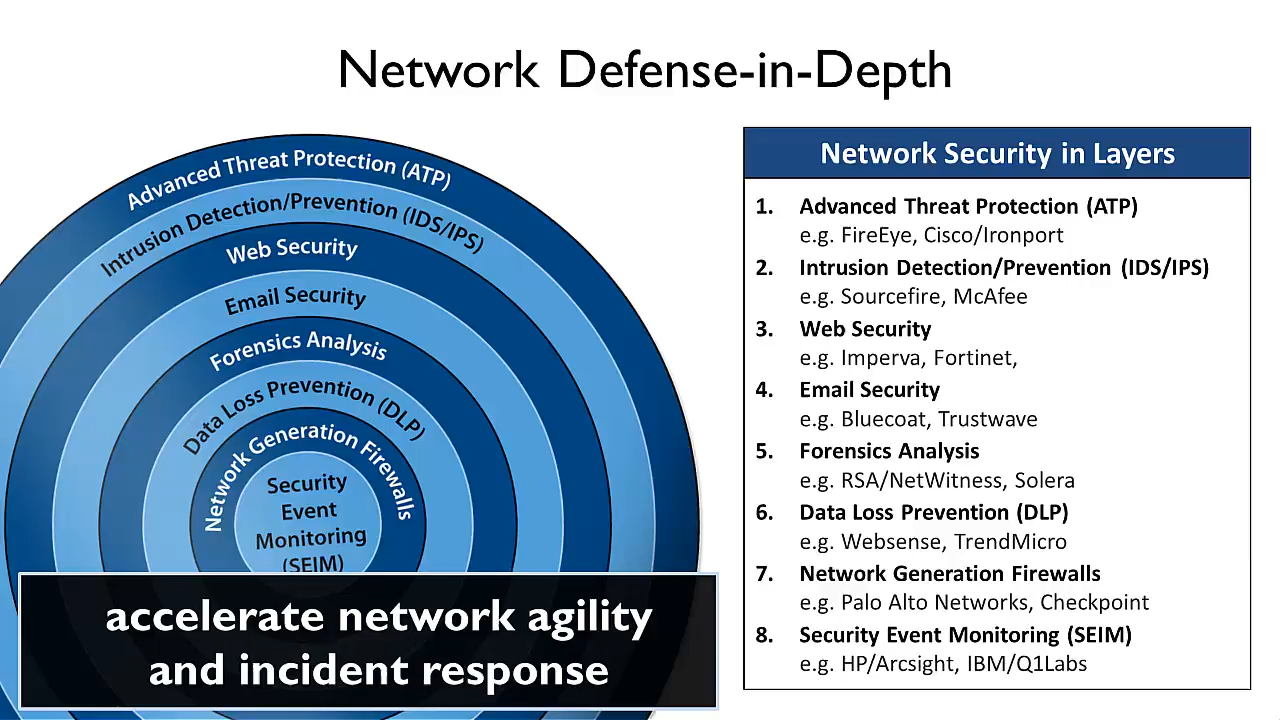 Network Defense-in-Depth
Advanced Threat Protection (ATP)
Intrusion Detection/Prevention (IDS/IPS)
Web Security
Email Security
Forensics Analysis
Data Loss Prevention (DLP)
Network Generation Firewalls
Security
Event
Monitoring
(SEIM)
accelerate network agility
and incident response
Network Security in Layers
1. Advanced Threat Protection (ATP)
e.g. FireEye, Cisco/Ironport
2. Intrusion Detection/Prevention (IDS/IPS)
e.g. Sourcefire, McAfee
3. Web Security
e.g. Imperva, Fortinet,
4. Email Security
e.g. Bluecoat, Trustwave
5. Forensics Analysis
e.g. RSA/NetWitness, Solera
6. Data Loss Prevention (DLP)
e.g. Websense, TrendMicro
7. Network Generation Firewalls
e.g. Palo Alto Networks, Checkpoint
8. Security Event Monitoring (SEIM)
e.g. HP/Arcsight, IBM/Q1Labs